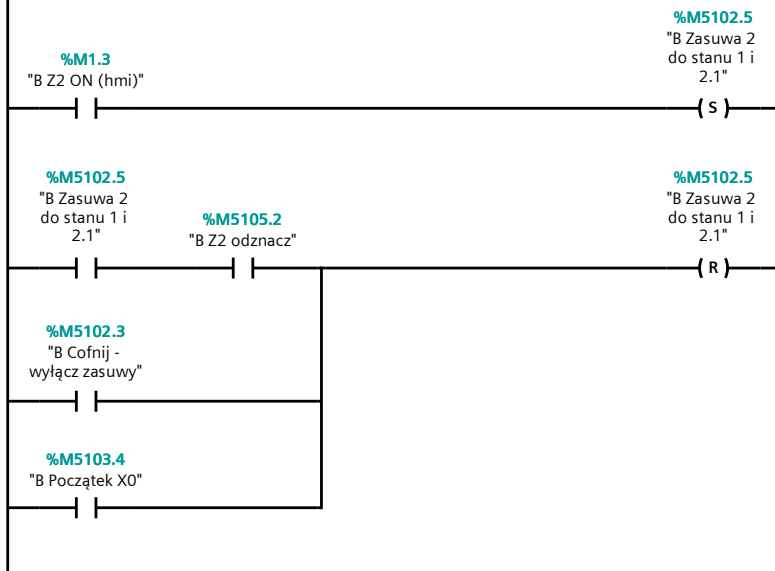 %M5102.5
"B Zasuwa 2
do stanu 1 i
2.1"
%M1.3
"B Z2 ON (hmi)"
S
%M5102.5
"B Zasuwa 2
do stanu 1 i
2.1"
%M5105.2
"B Z2 odznacz"
%M5102.5
"B Zasuwa 2
do stanu 1 i
2.1"
R
%M5102.3
"B Cofnij -
wyłącz zasuwy"
%M5103.4
"B Początek X0"